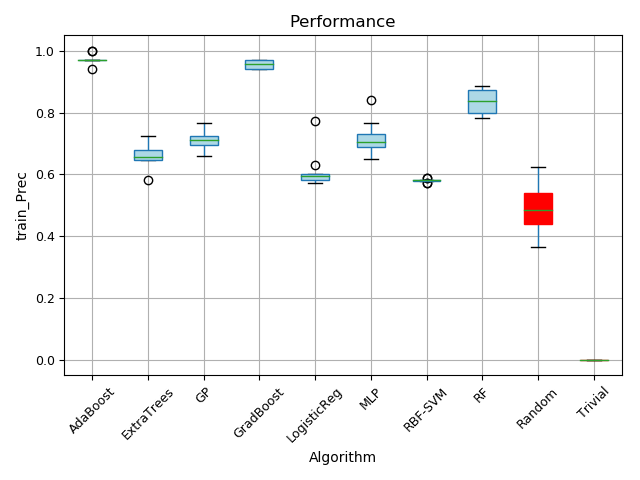 Performance
train_Prec
1.0
0.8
0.6
0.4
0.2
0.0
AdaBoost
ExtraTrees
GP
GradBoost
LogisticReg
MLP
RBF-SVM
RF
Random
Trivial
Algorithm